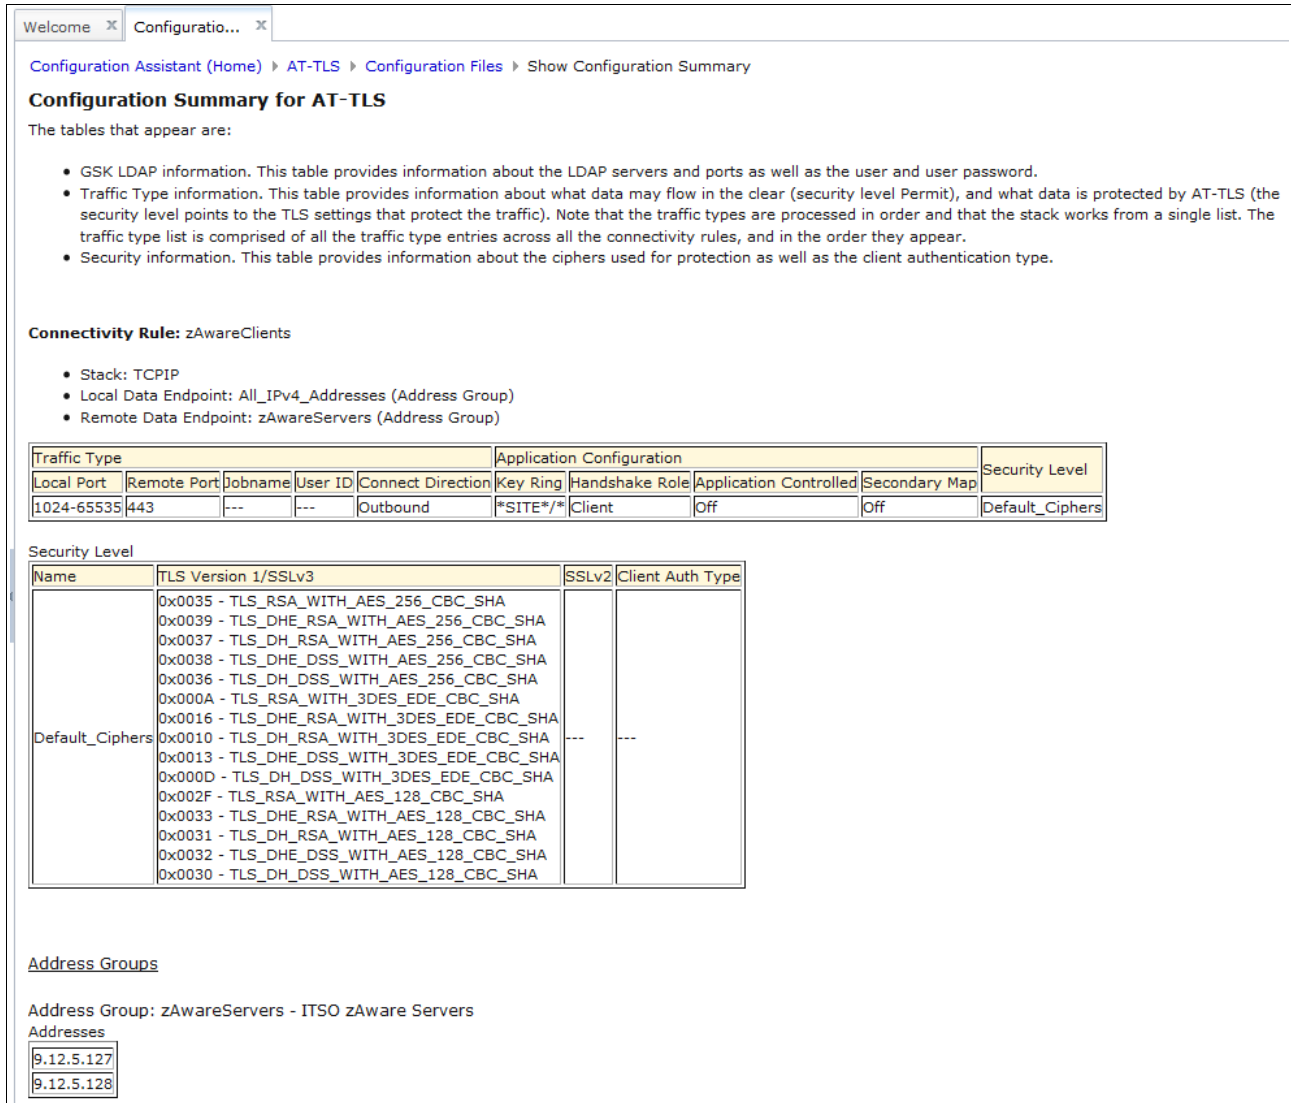 Welcome x Configuratio... x
Configuration Assistant (Home) ▸ AT-TLS ▸ Configuration Files ▸ Show Configuration Summary
Configuration Summary for AT-TLS
The tables that appear are:
• GSK LDAP information. This table provides information about the LDAP servers and ports as well as the user and user password.
• Traffic Type information. This table provides information about what data may flow in the clear (security level Permit), and what data is protected by AT-TLS (the
security level points to the TLS settings that protect the traffic). Note that the traffic types are processed in order and that the stack works from a single list. The
traffic type list is comprised of all the traffic type entries across all the connectivity rules, and in the order they appear.
• Security information. This table provides information about the ciphers used for protection as well as the client authentication type.
Connectivity Rule: zAwareClients
• Stack: TCPIP
• Local Data Endpoint: All_IPv4_Addresses (Address Group)
• Remote Data Endpoint: zAwareServers (Address Group)
Traffic Type Application Configuration Security Level
Local Port Remote Port Jobname User ID Connect Direction Key Ring Handshake Role Application Controlled Secondary Map
1024-65535 443 --- --- Outbound *SITE*/* Client Off Off Default_Ciphers
Security Level
Name TLS Version 1/SSLv3 SSLv2 Client Auth Type
0x0035 - TLS_RSA_WITH_AES_256_CBC_SHA
0x0039 - TLS_DHE_RSA_WITH_AES_256_CBC_SHA
0x0037 - TLS_DH_RSA_WITH_AES_256_CBC_SHA
0x0038 - TLS_DHE_DSS_WITH_AES_256_CBC_SHA
0x0036 - TLS_DH_DSS_WITH_AES_256_CBC_SHA
0x000A - TLS_RSA_WITH_3DES_EDE_CBC_SHA
0x0016 - TLS_DHE_RSA_WITH_3DES_EDE_CBC_SHA
Default_Ciphers 0x0010 - TLS_DH_RSA_WITH_3DES_EDE_CBC_SHA --- ---
0x0013 - TLS_DHE_DSS_WITH_3DES_EDE_CBC_SHA
0x000D - TLS_DH_DSS_WITH_3DES_EDE_CBC_SHA
0x002F - TLS_RSA_WITH_AES_128_CBC_SHA
0x0033 - TLS_DHE_RSA_WITH_AES_128_CBC_SHA
0x0031 - TLS_DH_RSA_WITH_AES_128_CBC_SHA
0x0032 - TLS_DHE_DSS_WITH_AES_128_CBC_SHA
0x0030 - TLS_DH_DSS_WITH_AES_128_CBC_SHA
Address Groups
Address Group: zAwareServers - ITSO zAware Servers
Addresses
9.12.5.127
9.12.5.128